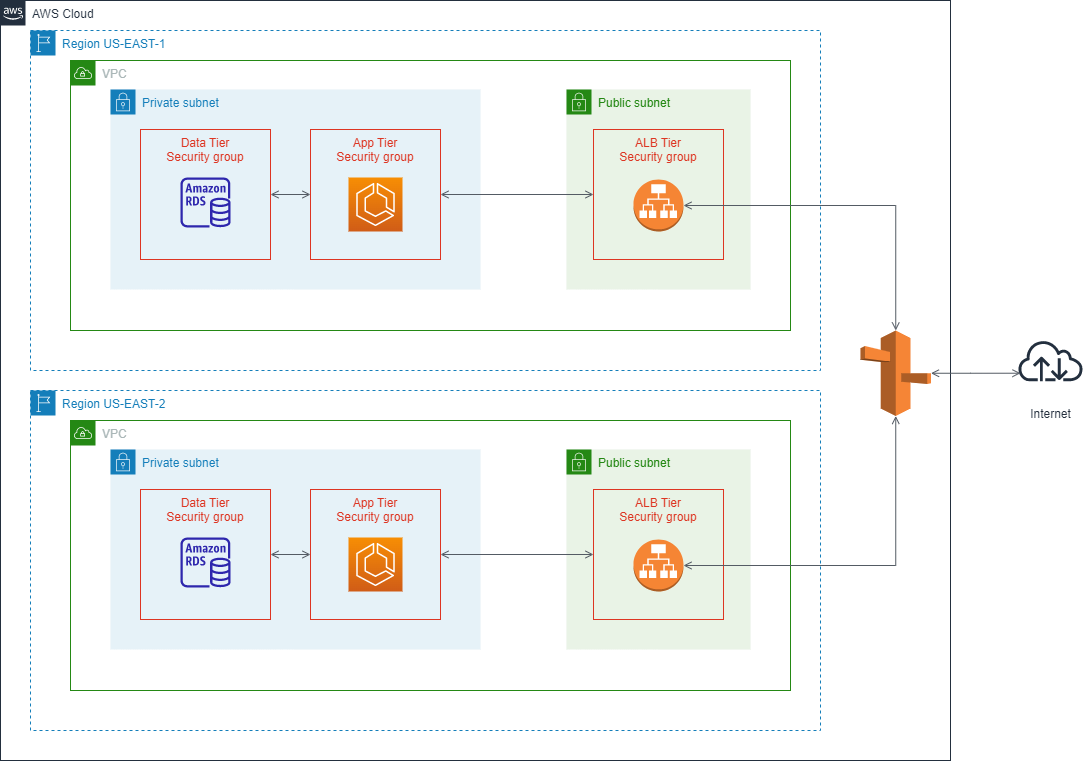 aws
AWS Cloud
Region US-EAST-1
VPC
Private subnet
Public subnet
Data Tier
Security group
Amazon
RDS
App Tier
Security group
ALB Tier
Security group
Internet
Region US-EAST-2
VPC
Private subnet
Public subnet
Data Tier
Security group
Amazon
RDS
App Tier
Security group
ALB Tier
Security group